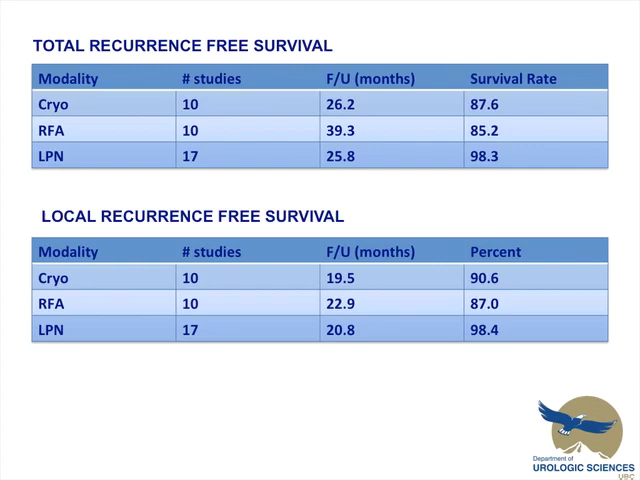 TOTAL RECURRENCE FREE SURVIVAL
Modality # studies F/U (months) Survival Rate
Cryo 10 26.2 87.6
RFA 10 39.3 85.2
LPN 17 25.8 98.3
LOCAL RECURRENCE FREE SURVIVAL
Modality # studies F/U (months) Percent
Cryo 10 19.5 90.6
RFA 10 22.9 87.0
LPN 17 20.8 98.4
Department of
UROLOGIC SCIENCES
UBC